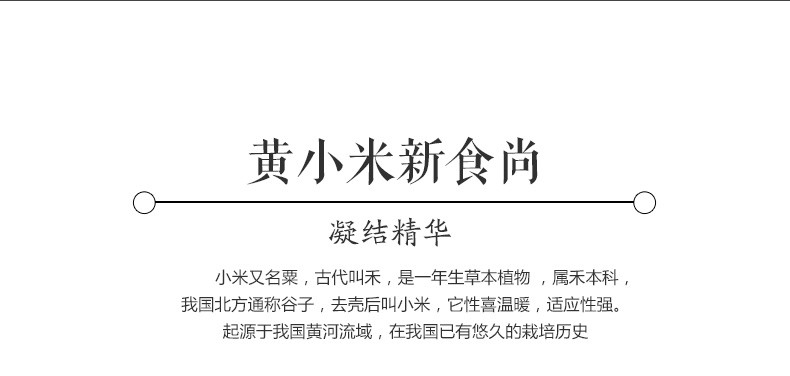 黄小米新食尚
凝结精华
小米又名粟，古代叫禾，是一年生草本植物 ，属禾本科，
我国北方通称谷子，去壳后叫小米，它性喜温暖，适应性强。
起源于我国黄河流域，在我国已有悠久的栽培历史